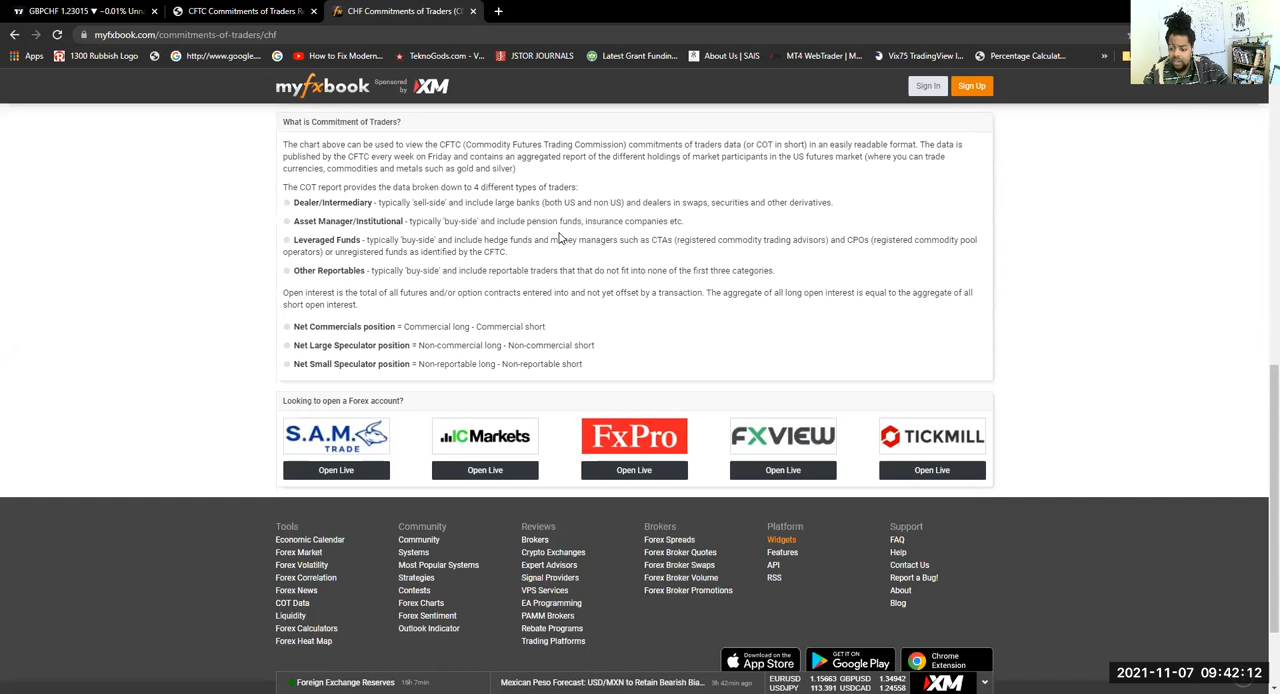 GBPCHF 1.23015 ▼ −0.01% Unn
CFTC Commitments of Traders R
CHF Commitments of Traders (C
myfxbook.com/commitments-of-traders/chf
Apps
1300 Rubbish Logo
http://www.google....
How to Fix Modern...
TeknoGods.com - V...
JSTOR JOURNALS
Latest Grant Fundin...
About Us | SAIS
MT4 WebTrader | M...
Vix75 TradingView I...
Percentage Calculat...
»
myfxbook Sponsored by XM
Sign In
Sign Up
What is Commitment of Traders?
The chart above can be used to view the CFTC (Commodity Futures Trading Commission) commitments of traders data (or COT in short) in an easily readable format. The data is
published by the CFTC every week on Friday and contains an aggregated report of the different holdings of market participants in the US futures market (where you can trade
currencies, commodities and metals such as gold and silver)
The COT report provides the data broken down to 4 different types of traders:
Dealer/Intermediary - typically 'sell-side' and include large banks (both US and non US) and dealers in swaps, securities and other derivatives.
Asset Manager/Institutional - typically 'buy-side' and include pension funds, insurance companies etc.
Leveraged Funds - typically 'buy-side' and include hedge funds and money managers such as CTAs (registered commodity trading advisors) and CPOs (registered commodity pool
operators) or unregistered funds as identified by the CFTC.
Other Reportables - typically 'buy-side' and include reportable traders that that do not fit into none of the first three categories.
Open interest is the total of all futures and/or option contracts entered into and not yet offset by a transaction. The aggregate of all long open interest is equal to the aggregate of all
short open interest.
Net Commercials position = Commercial long - Commercial short
Net Large Speculator position = Non-commercial long - Non-commercial short
Net Small Speculator position = Non-reportable long - Non-reportable short
Looking to open a Forex account?
S.A.M. TRADE
ICMarkets
FxPro
FXVIEW
TICKMILL
Open Live
Open Live
Open Live
Open Live
Open Live
Tools
Economic Calendar
Forex Market
Forex Volatility
Forex Correlation
Forex News
COT Data
Liquidity
Forex Calculators
Forex Heat Map
Community
Community
Systems
Most Popular Systems
Strategies
Contests
Forex Charts
Forex Sentiment
Outlook Indicator
Reviews
Brokers
Crypto Exchanges
Expert Advisors
Signal Providers
VPS Services
EA Programming
PAMM Brokers
Rebate Programs
Trading Platforms
Brokers
Forex Spreads
Forex Broker Quotes
Forex Broker Swaps
Forex Broker Volume
Forex Broker Promotions
Platform
Widgets
Features
API
RSS
Support
FAQ
Help
Contact Us
Report a Bug!
About
Blog
Download on the App Store
GET IT ON Google Play
Chrome Extension
Foreign Exchange Reserves 15h 7min
Mexican Peso Forecast: USD/MXN to Retain Bearish Bia... 3h 42min ago
EURUSD 1.15663 GBPUSD 1.34942
USDJPY 113.391 USDCAD 1.24558
XM
2021-11-07 09:42:12